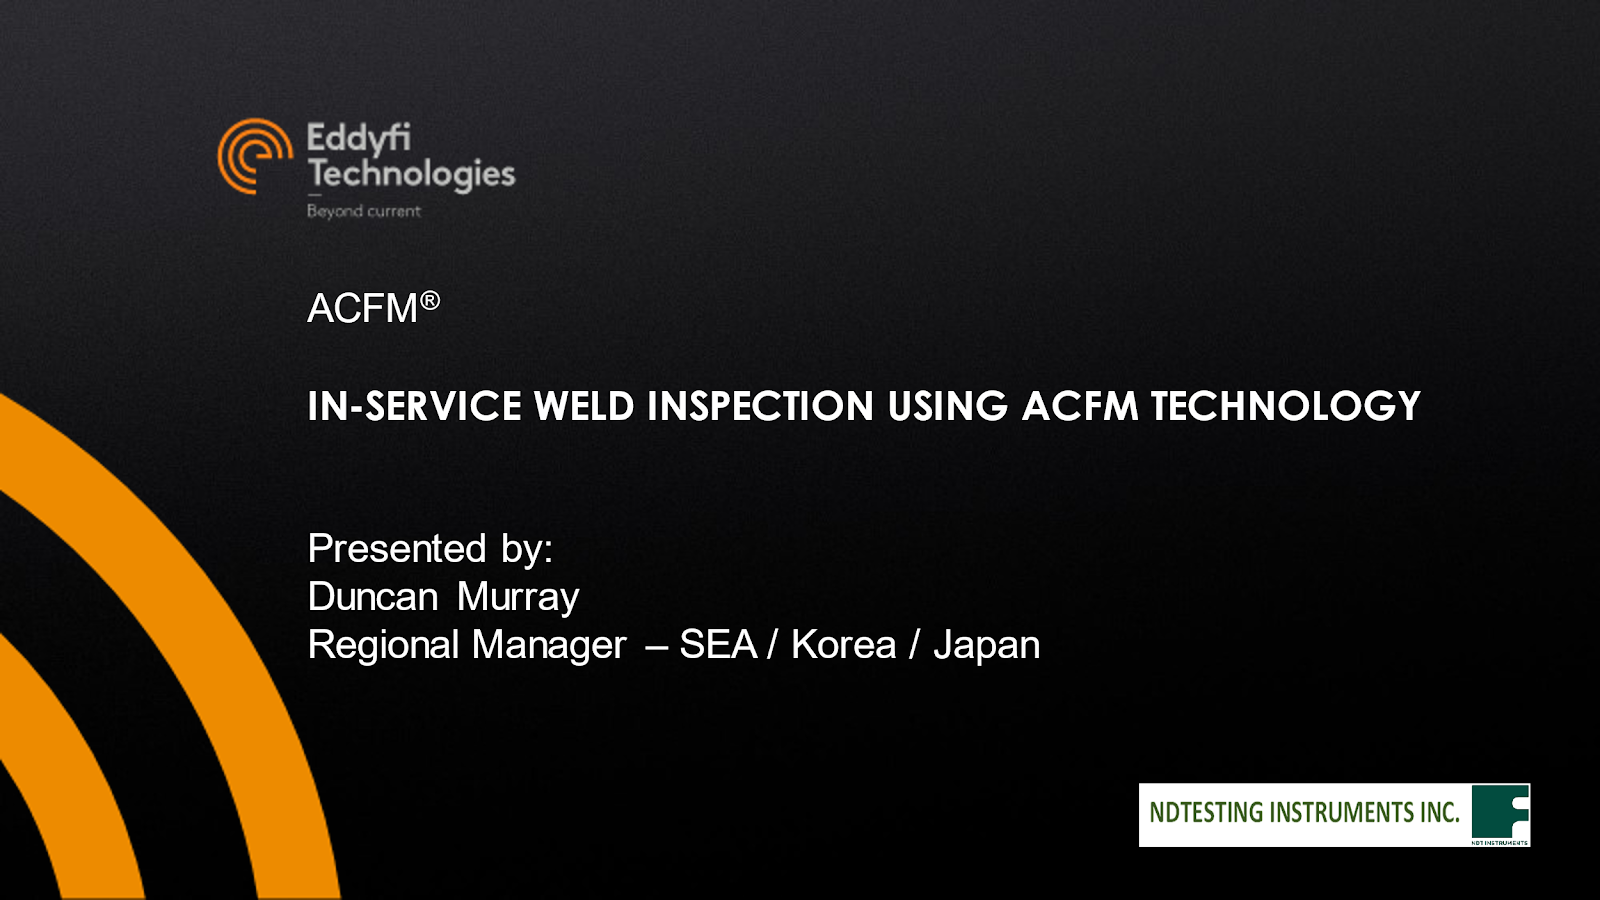 Eddyfi
Technologies
Beyond current
ACFM®
IN-SERVICE WELD INSPECTION USING ACFM TECHNOLOGY
Presented by:
Duncan Murray
Regional Manager – SEA / Korea / Japan
NDTESTING INSTRUMENTS INC.
NDT INSTRUMENTS